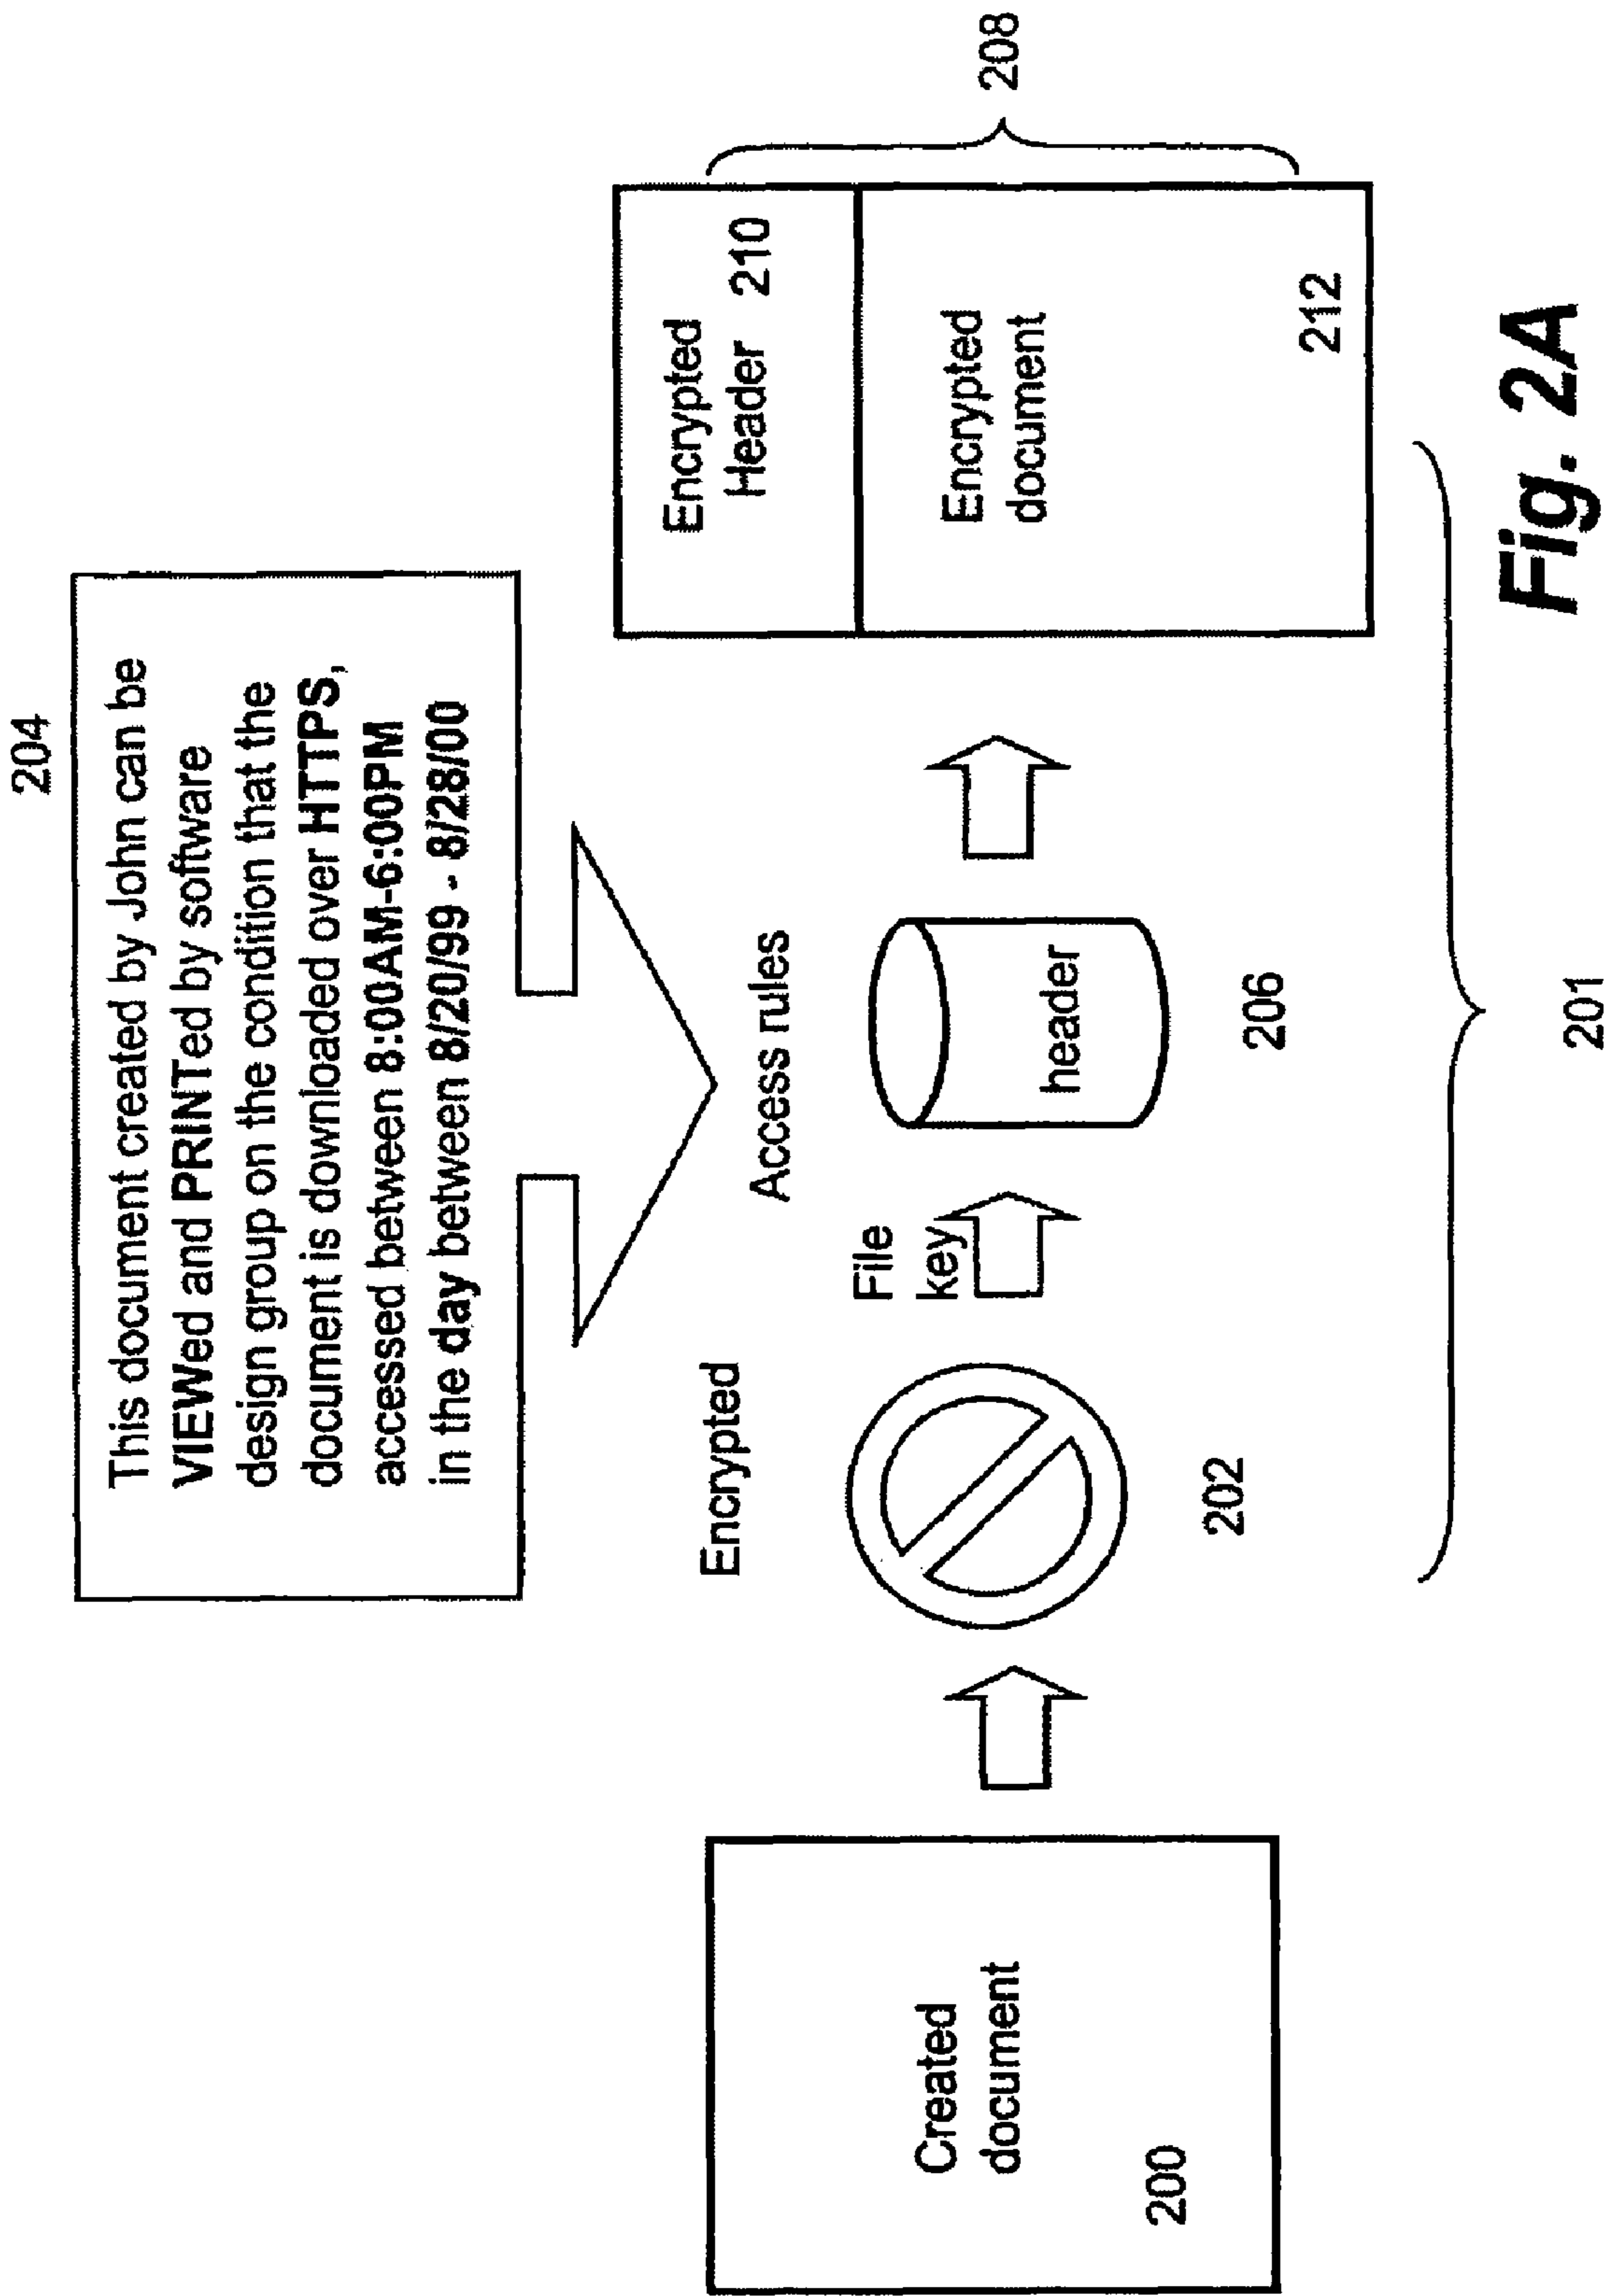 204
This document created by John can be
VIEWed and PRINTed by software
design group on the condition that the
document is downloaded over HTTPS,
accessed between 8:00AM-6:00PM
in the day between 8/20/99 - 8/28/00
Created
document
200
Encrypted
202
File
key
Access rules
header
206
Encrypted
Header 210
Encrypted
document
212
208
201
Fig. 2A